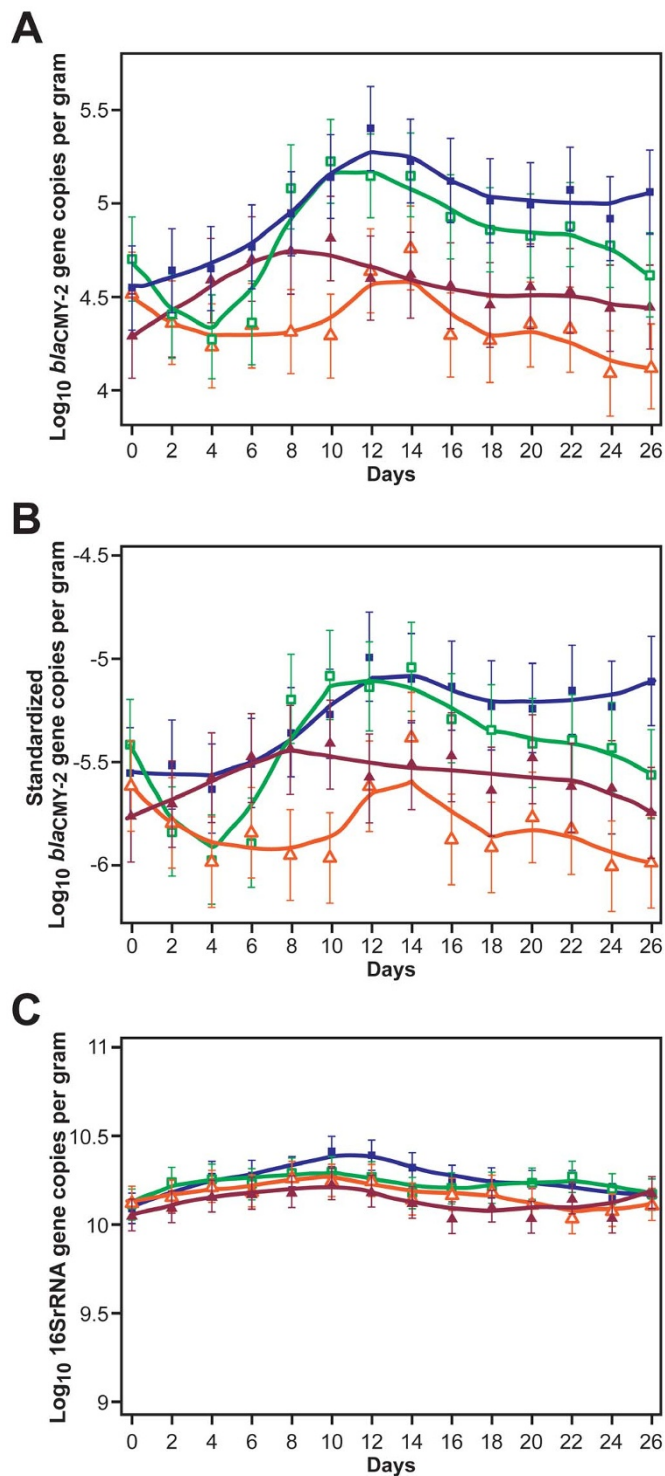 A
Log10 blaCMY-2 gene copies per gram
5.5
5
4.5
4
0 2 4 6 8 10 12 14 16 18 20 22 24 26
Days
B
Standardized
Log10 blaCMY-2 gene copies per gram
-4.5
-5
-5.5
-6
0 2 4 6 8 10 12 14 16 18 20 22 24 26
Days
C
Log10 16SrRNA gene copies per gram
11
10.5
10
9.5
9
0 2 4 6 8 10 12 14 16 18 20 22 24 26
Days